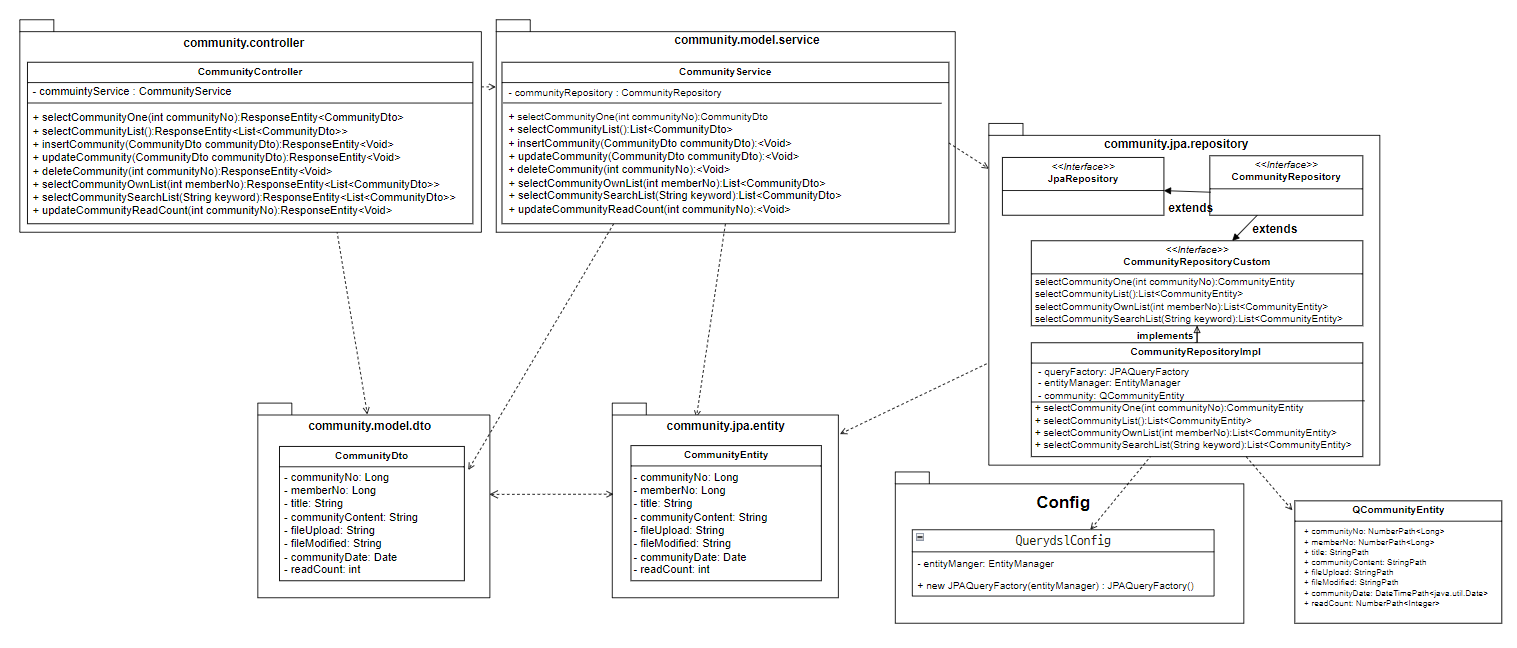 community.controller
CommunityController
- commuintyService : CommunityService
+ selectCommunityOne(int communityNo):ResponseEntity<CommunityDto>
+ selectCommunityList():ResponseEntity<List<CommunityDto>>
+ insertCommunity(CommunityDto communityDto):ResponseEntity<Void>
+ updateCommunity(CommunityDto communityDto):ResponseEntity<Void>
+ deleteCommunity(int communityNo):ResponseEntity<Void>
+ selectCommunityOwnList(int memberNo):ResponseEntity<List<CommunityDto>>
+ selectCommunitySearchList(String keyword):ResponseEntity<List<CommunityDto>>
+ updateCommunityReadCount(int communityNo):ResponseEntity<Void>
community.model.service
CommunityService
- communityRepository : CommunityRepository
+ selectCommunityOne(int communityNo):CommunityDto
+ selectCommunityList():List<CommunityDto>
+ insertCommunity(CommunityDto communityDto):<Void>
+ updateCommunity(CommunityDto communityDto):<Void>
+ deleteCommunity(int communityNo):<Void>
+ selectCommunityOwnList(int memberNo):List<CommunityDto>
+ selectCommunitySearchList(String keyword):List<CommunityDto>
+ updateCommunityReadCount(int communityNo):<Void>
community.jpa.repository
<<Interface>>
JpaRepository
<<Interface>>
CommunityRepository
extends
extends
<<Interface>>
CommunityRepositoryCustom
selectCommunityOne(int communityNo):CommunityEntity
selectCommunityList():List<CommunityEntity>
selectCommunityOwnList(int memberNo):List<CommunityEntity>
selectCommunitySearchList(String keyword):List<CommunityEntity>
implements
CommunityRepositoryImpl
- queryFactory: JPAQueryFactory
- entityManager: EntityManager
- community: QCommunityEntity
+ selectCommunityOne(int communityNo):CommunityEntity
+ selectCommunityList():List<CommunityEntity>
+ selectCommunityOwnList(int memberNo):List<CommunityEntity>
+ selectCommunitySearchList(String keyword):List<CommunityEntity>
community.model.dto
CommunityDto
- communityNo: Long
- memberNo: Long
- title: String
- communityContent: String
- fileUpload: String
- fileModified: String
- communityDate: Date
- readCount: int
community.jpa.entity
CommunityEntity
- communityNo: Long
- memberNo: Long
- title: String
- communityContent: String
- fileUpload: String
- fileModified: String
- communityDate: Date
- readCount: int
Config
QuerydslConfig
- entityManger: EntityManager
+ new JPAQueryFactory(entityManager) : JPAQueryFactory()
QCommunityEntity
+ communityNo: NumberPath<Long>
+ memberNo: NumberPath<Long>
+ title: StringPath
+ communityContent: StringPath
+ fileUpload: StringPath
+ fileModified: StringPath
+ communityDate: DateTimePath<java.util.Date>
+ readCount: NumberPath<Integer>